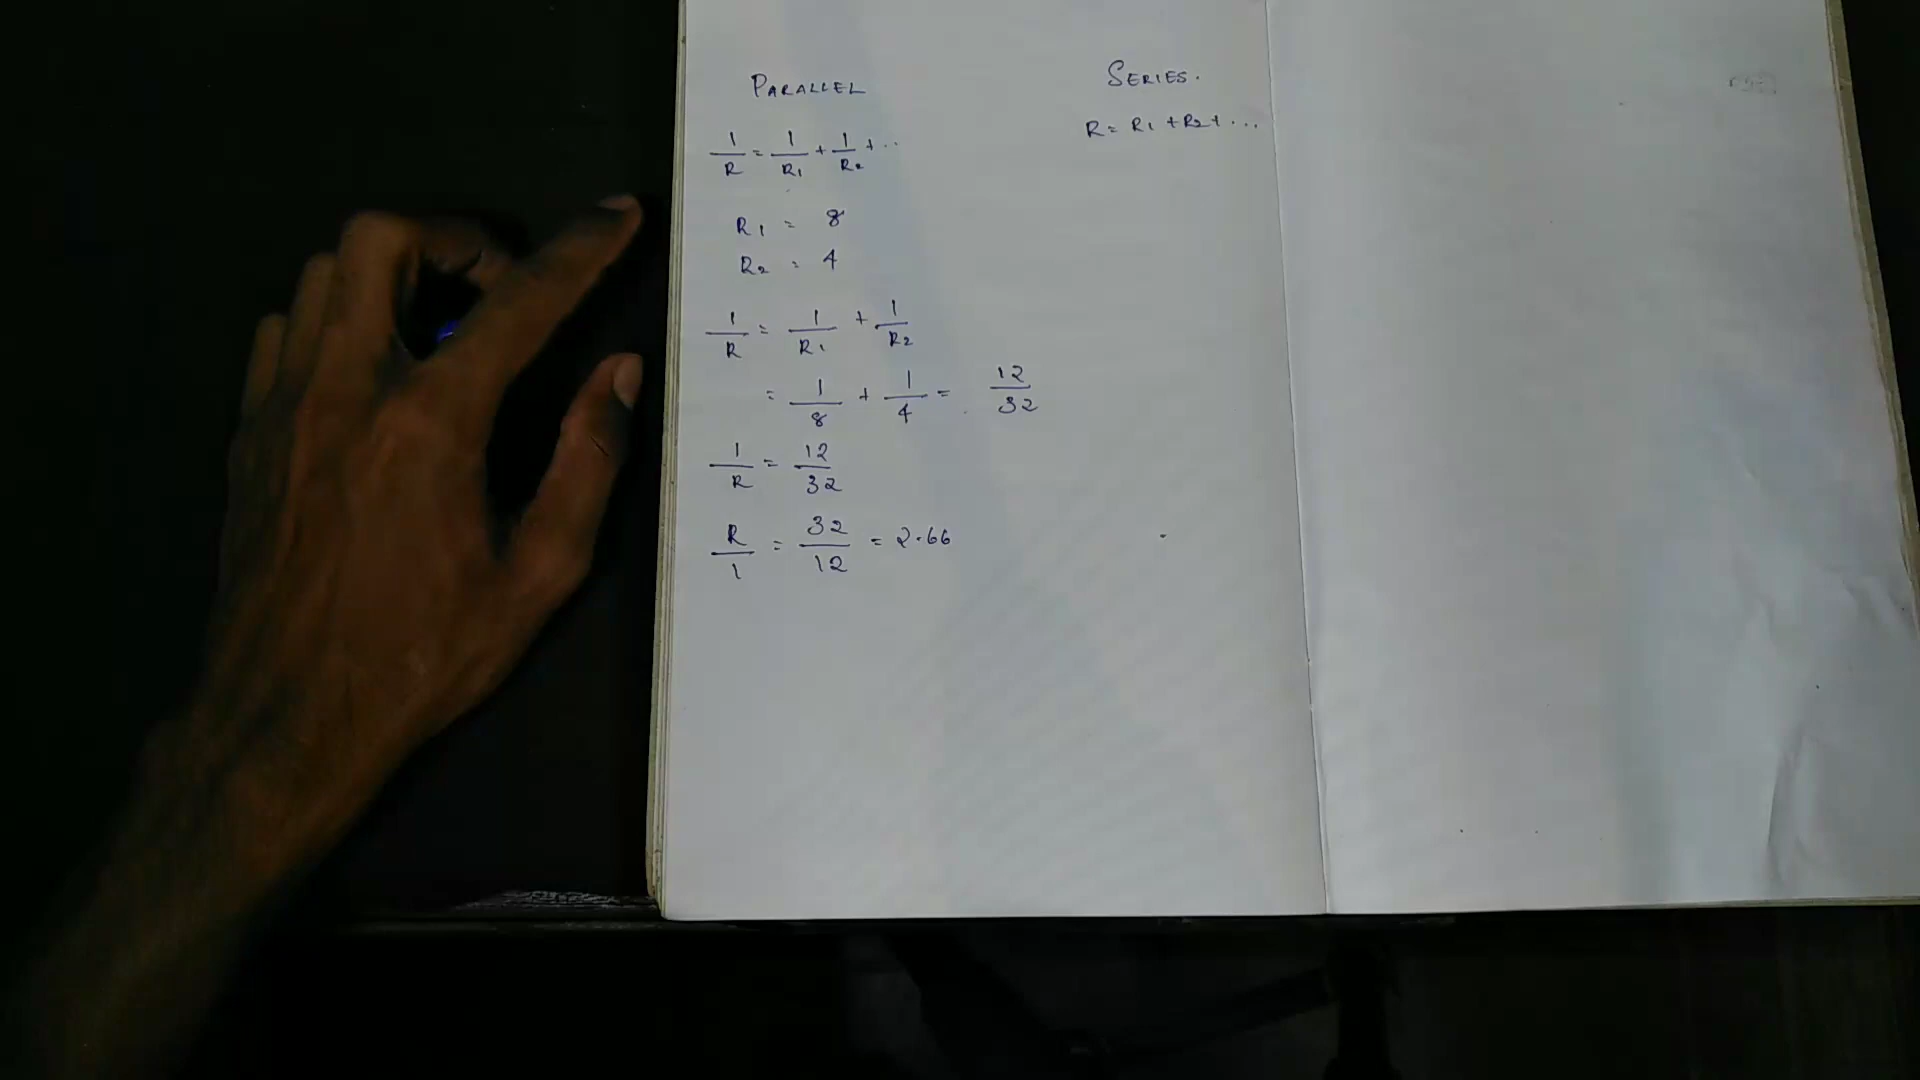 PARALLEL
1/R = 1/R1 + 1/R2 + ..
R1 = 8
R2 = 4
1/R = 1/R1 + 1/R2
= 1/8 + 1/4 = 12/32
1/R = 12/32
R/1 = 32/12 = 2.66
SERIES.
R = R1 + R2 + ...